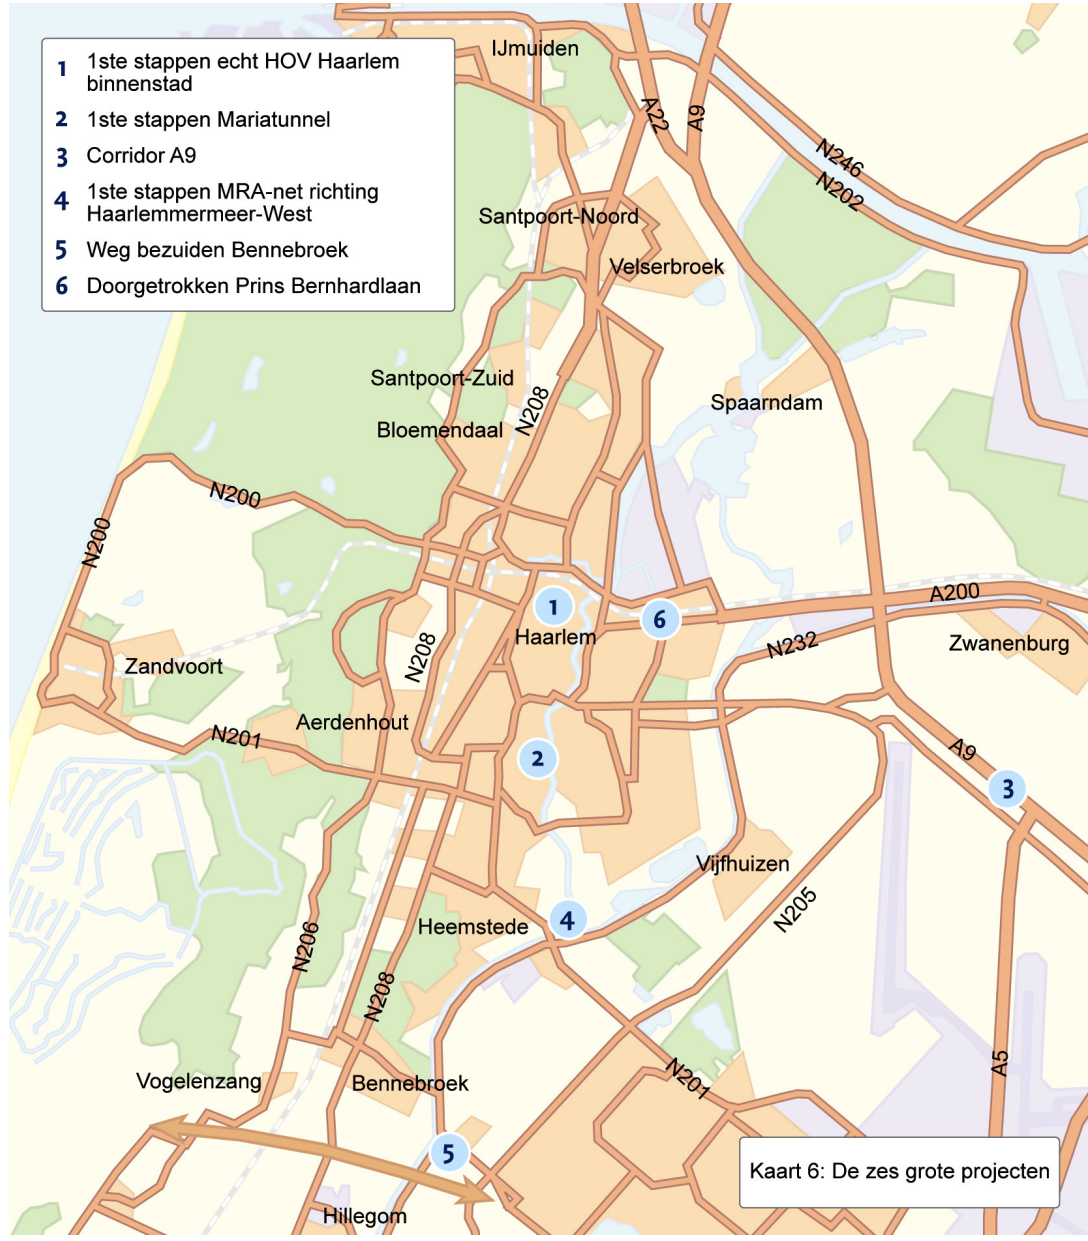 1 1ste stappen echt HOV Haarlem
binnenstad
2 1ste stappen Mariatunnel
3 Corridor A9
4 1ste stappen MRA-net richting
Haarlemmermeer-West
5 Weg bezuiden Bennebroek
6 Doorgetrokken Prins Bernhardlaan
IJmuiden
A22
A9
N246
N202
Santpoort-Noord
Velserbroek
Santpoort-Zuid
N208
Spaarndam
Bloemendaal
N200
N200
A200
1
6
Haarlem
N232
Zwanenburg
N208
Zandvoort
Aerdenhout
N201
A9
2
3
Vijfhuizen
N205
4
Heemstede
N206
N208
A5
N201
Vogelenzang
Bennebroek
5
Kaart 6: De zes grote projecten
Hillegom